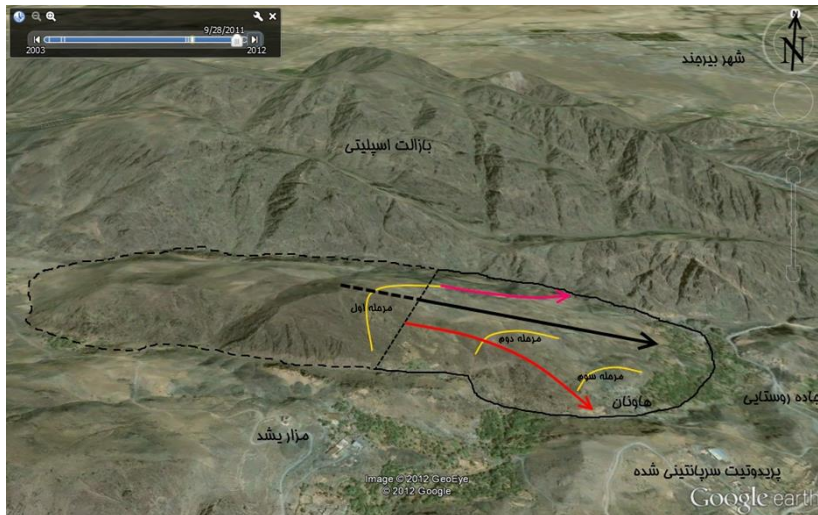 9/28/2011
2003
2012
N
شهر بیرجند
بازالت اسپلیتی
مرحله اول
مرحله دوم
مرحله سوم
هاونان
جاده روستایی
مزار یشد
پریدوتیت سرپانتینی شده
Image © 2012 GeoEye
© 2012 Google
Google earth